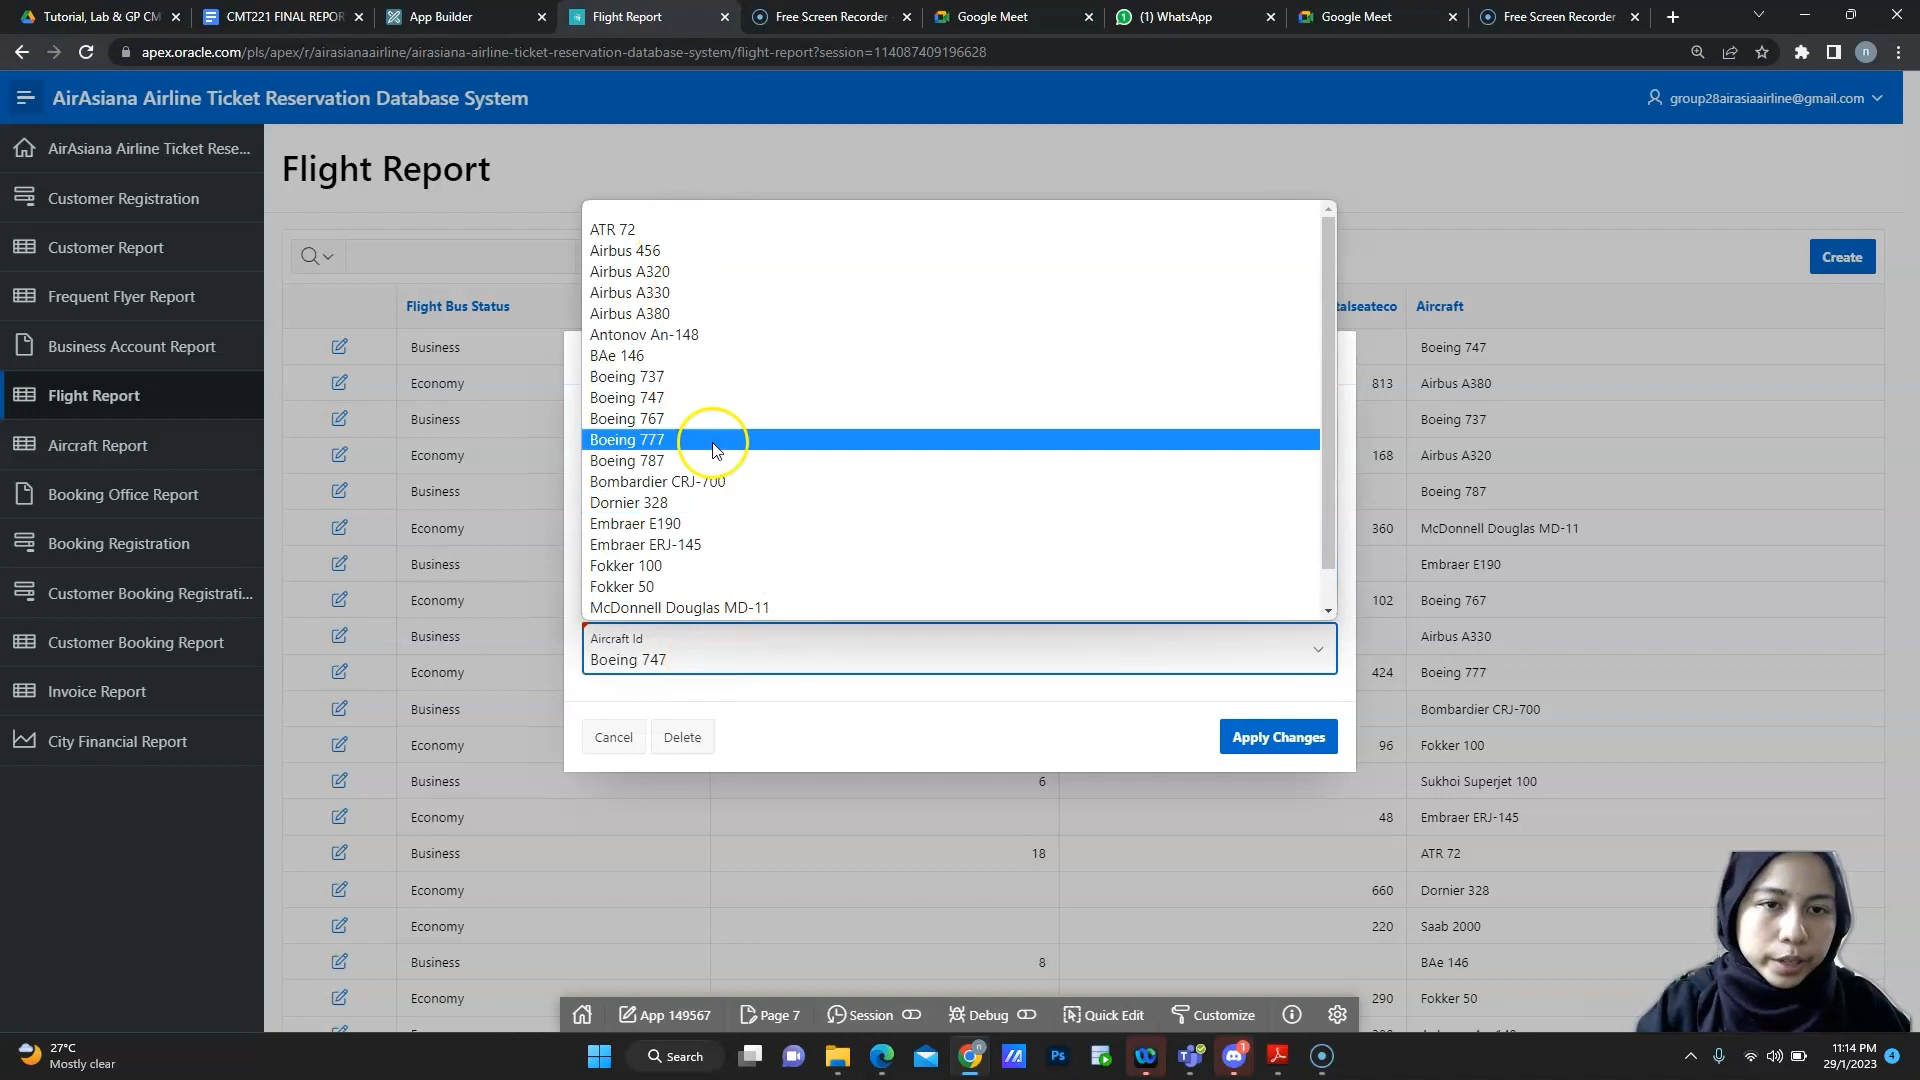 Tutorial, Lab & GP CM
CMT221 FINAL REPOR
App Builder
Flight Report
Free Screen Recorder
Google Meet
(1) WhatsApp
Google Meet
Free Screen Recorder
apex.oracle.com/pls/apex/r/airasianaairline/airasiana-airline-ticket-reservation-database-system/flight-report?session=114087409196628
n
AirAsiana Airline Ticket Reservation Database System
group28airasiaairline@gmail.com
AirAsiana Airline Ticket Rese...
Customer Registration
Customer Report
Frequent Flyer Report
Business Account Report
Flight Report
Aircraft Report
Booking Office Report
Booking Registration
Customer Booking Registrati...
Customer Booking Report
Invoice Report
City Financial Report
Flight Report
Create
Flight Bus Status
talseateco
Aircraft
Business
Boeing 747
Economy
813
Airbus A380
Business
Boeing 737
Economy
168
Airbus A320
Business
Boeing 787
Economy
360
McDonnell Douglas MD-11
Business
Embraer E190
Economy
102
Boeing 767
Business
Airbus A330
Economy
424
Boeing 777
Business
Bombardier CRJ-700
Economy
96
Fokker 100
Business
6
Sukhoi Superjet 100
Economy
48
Embraer ERJ-145
Business
18
ATR 72
Economy
660
Dornier 328
Economy
220
Saab 2000
Business
8
BAe 146
Economy
290
Fokker 50
ATR 72
Airbus 456
Airbus A320
Airbus A330
Airbus A380
Antonov An-148
BAe 146
Boeing 737
Boeing 747
Boeing 767
Boeing 777
Boeing 787
Bombardier CRJ-700
Dornier 328
Embraer E190
Embraer ERJ-145
Fokker 100
Fokker 50
McDonnell Douglas MD-11
Aircraft Id
Boeing 747
Cancel
Delete
Apply Changes
App 149567
Page 7
Session
Debug
Quick Edit
Customize
27°C
Mostly clear
Search
Ps
1
11:14 PM
29/1/2023
4